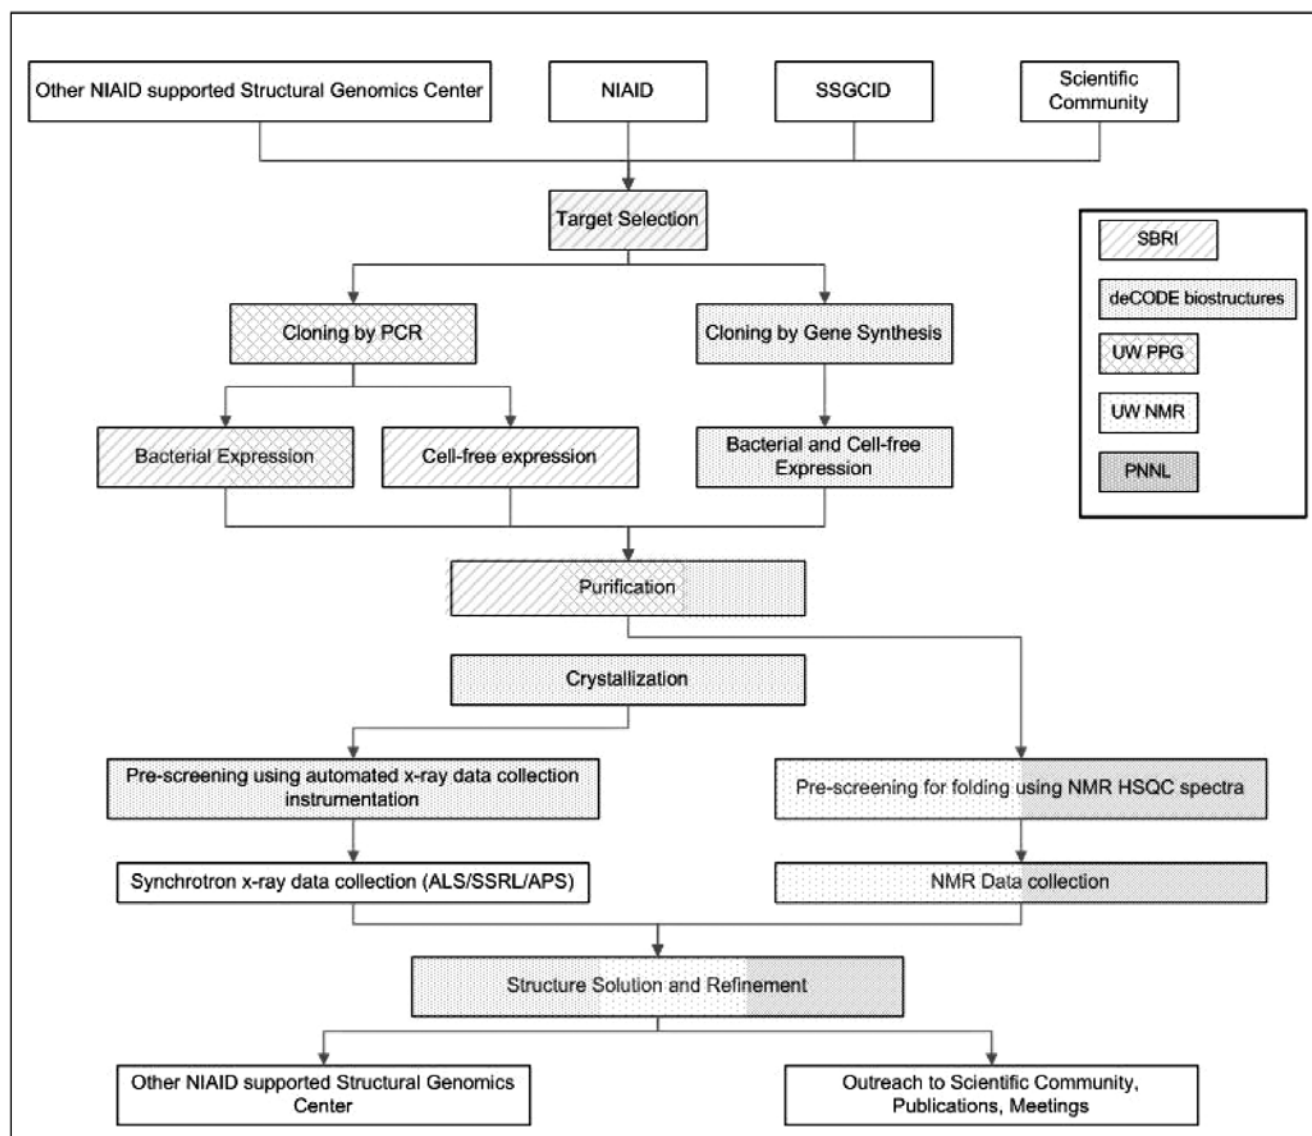 Other NIAID supported Structural Genomics Center
NIAID
SSGCID
Scientific
Community
Target Selection
SBRI
deCODE biostructures
UW PPG
UW NMR
PNNL
Cloning by PCR
Cloning by Gene Synthesis
Bacterial Expression
Cell-free expression
Bacterial and Cell-free
Expression
Purification
Crystallization
Pre-screening using automated x-ray data collection
instrumentation
Pre-screening for folding using NMR HSQC spectra
Synchrotron x-ray data collection (ALS/SSRL/APS)
NMR Data collection
Structure Solution and Refinement
Other NIAID supported Structural Genomics
Center
Outreach to Scientific Community,
Publications, Meetings